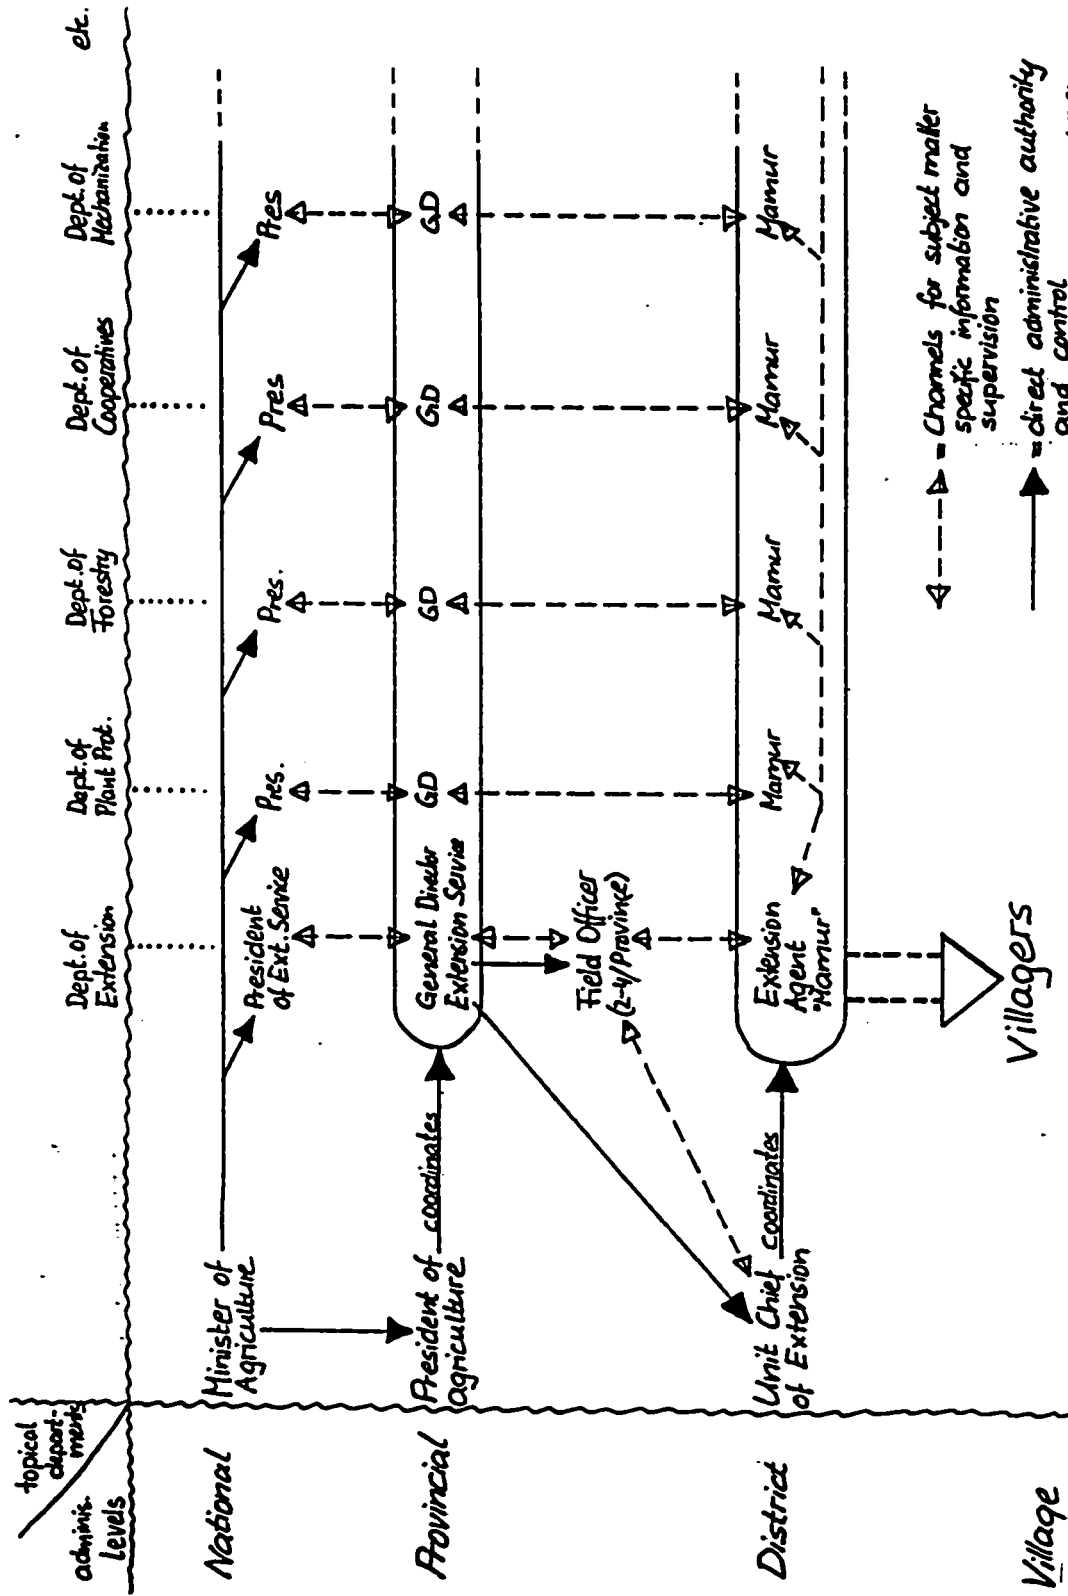 topical
depart-
ments
adminis.
levels
Dept. of
Extension
Dept. of
Plant Prot.
Dept. of
Forestry
Dept. of
Cooperatives
Dept. of
Mechanization
etc.
National
Minister of
Agriculture
President
of Ext. Service
Pres.
Pres.
Pres
Pres
Provincial
President of
agriculture
coordinates
General Director
Extension Service
GD
GD
GD
GD
Field Officer
(2-4/Province)
District
Unit Chief
of Extension
coordinates
Extension
Agent
"Mamur"
Mamur
Mamur
Mamur
Mamur
Village
Villagers
= Channels for subject matter
specific information and
supervision
= direct administrative authority
and control